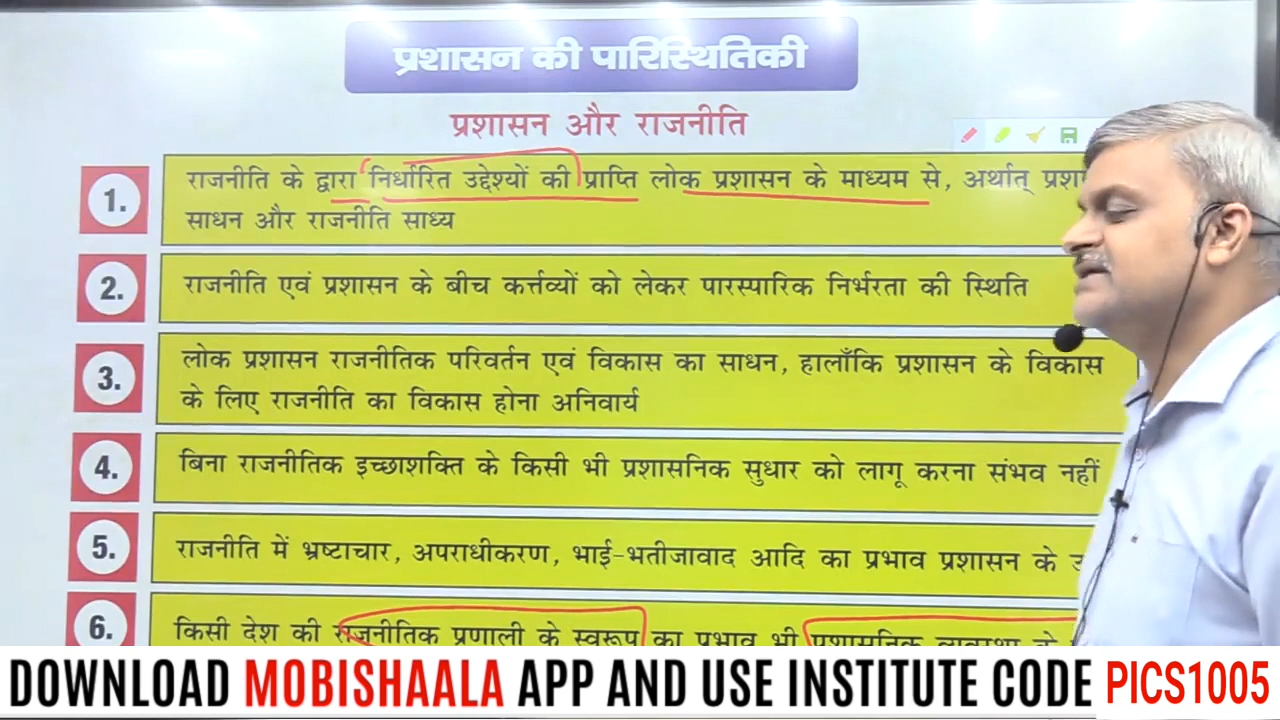 प्रशासन की पारिस्थितिकी
प्रशासन और राजनीति
1. राजनीति के द्वारा निर्धारित उद्देश्यों की प्राप्ति लोक प्रशासन के माध्यम से, अर्थात्
साधन और राजनीति साध्य
2. राजनीति एवं प्रशासन के बीच कर्त्तव्यों को लेकर पारस्पारिक निर्भरता की स्थिति
3. लोक प्रशासन राजनीतिक परिवर्तन एवं विकास का साधन, हालाँकि प्रशासन के विकास
के लिए राजनीति का विकास होना अनिवार्य
4. बिना राजनीतिक इच्छाशक्ति के किसी भी प्रशासनिक सुधार को लागू करना संभव नहीं
5. राजनीति में भ्रष्टाचार, अपराधीकरण, भाई-भतीजावाद आदि का प्रभाव प्रशासन के
6. किसी देश की राजनीतिक प्रणाली के स्वरूप का प्रभाव भी प्रशासनिक
DOWNLOAD MOBISHAALA APP AND USE INSTITUTE CODE PICS1005